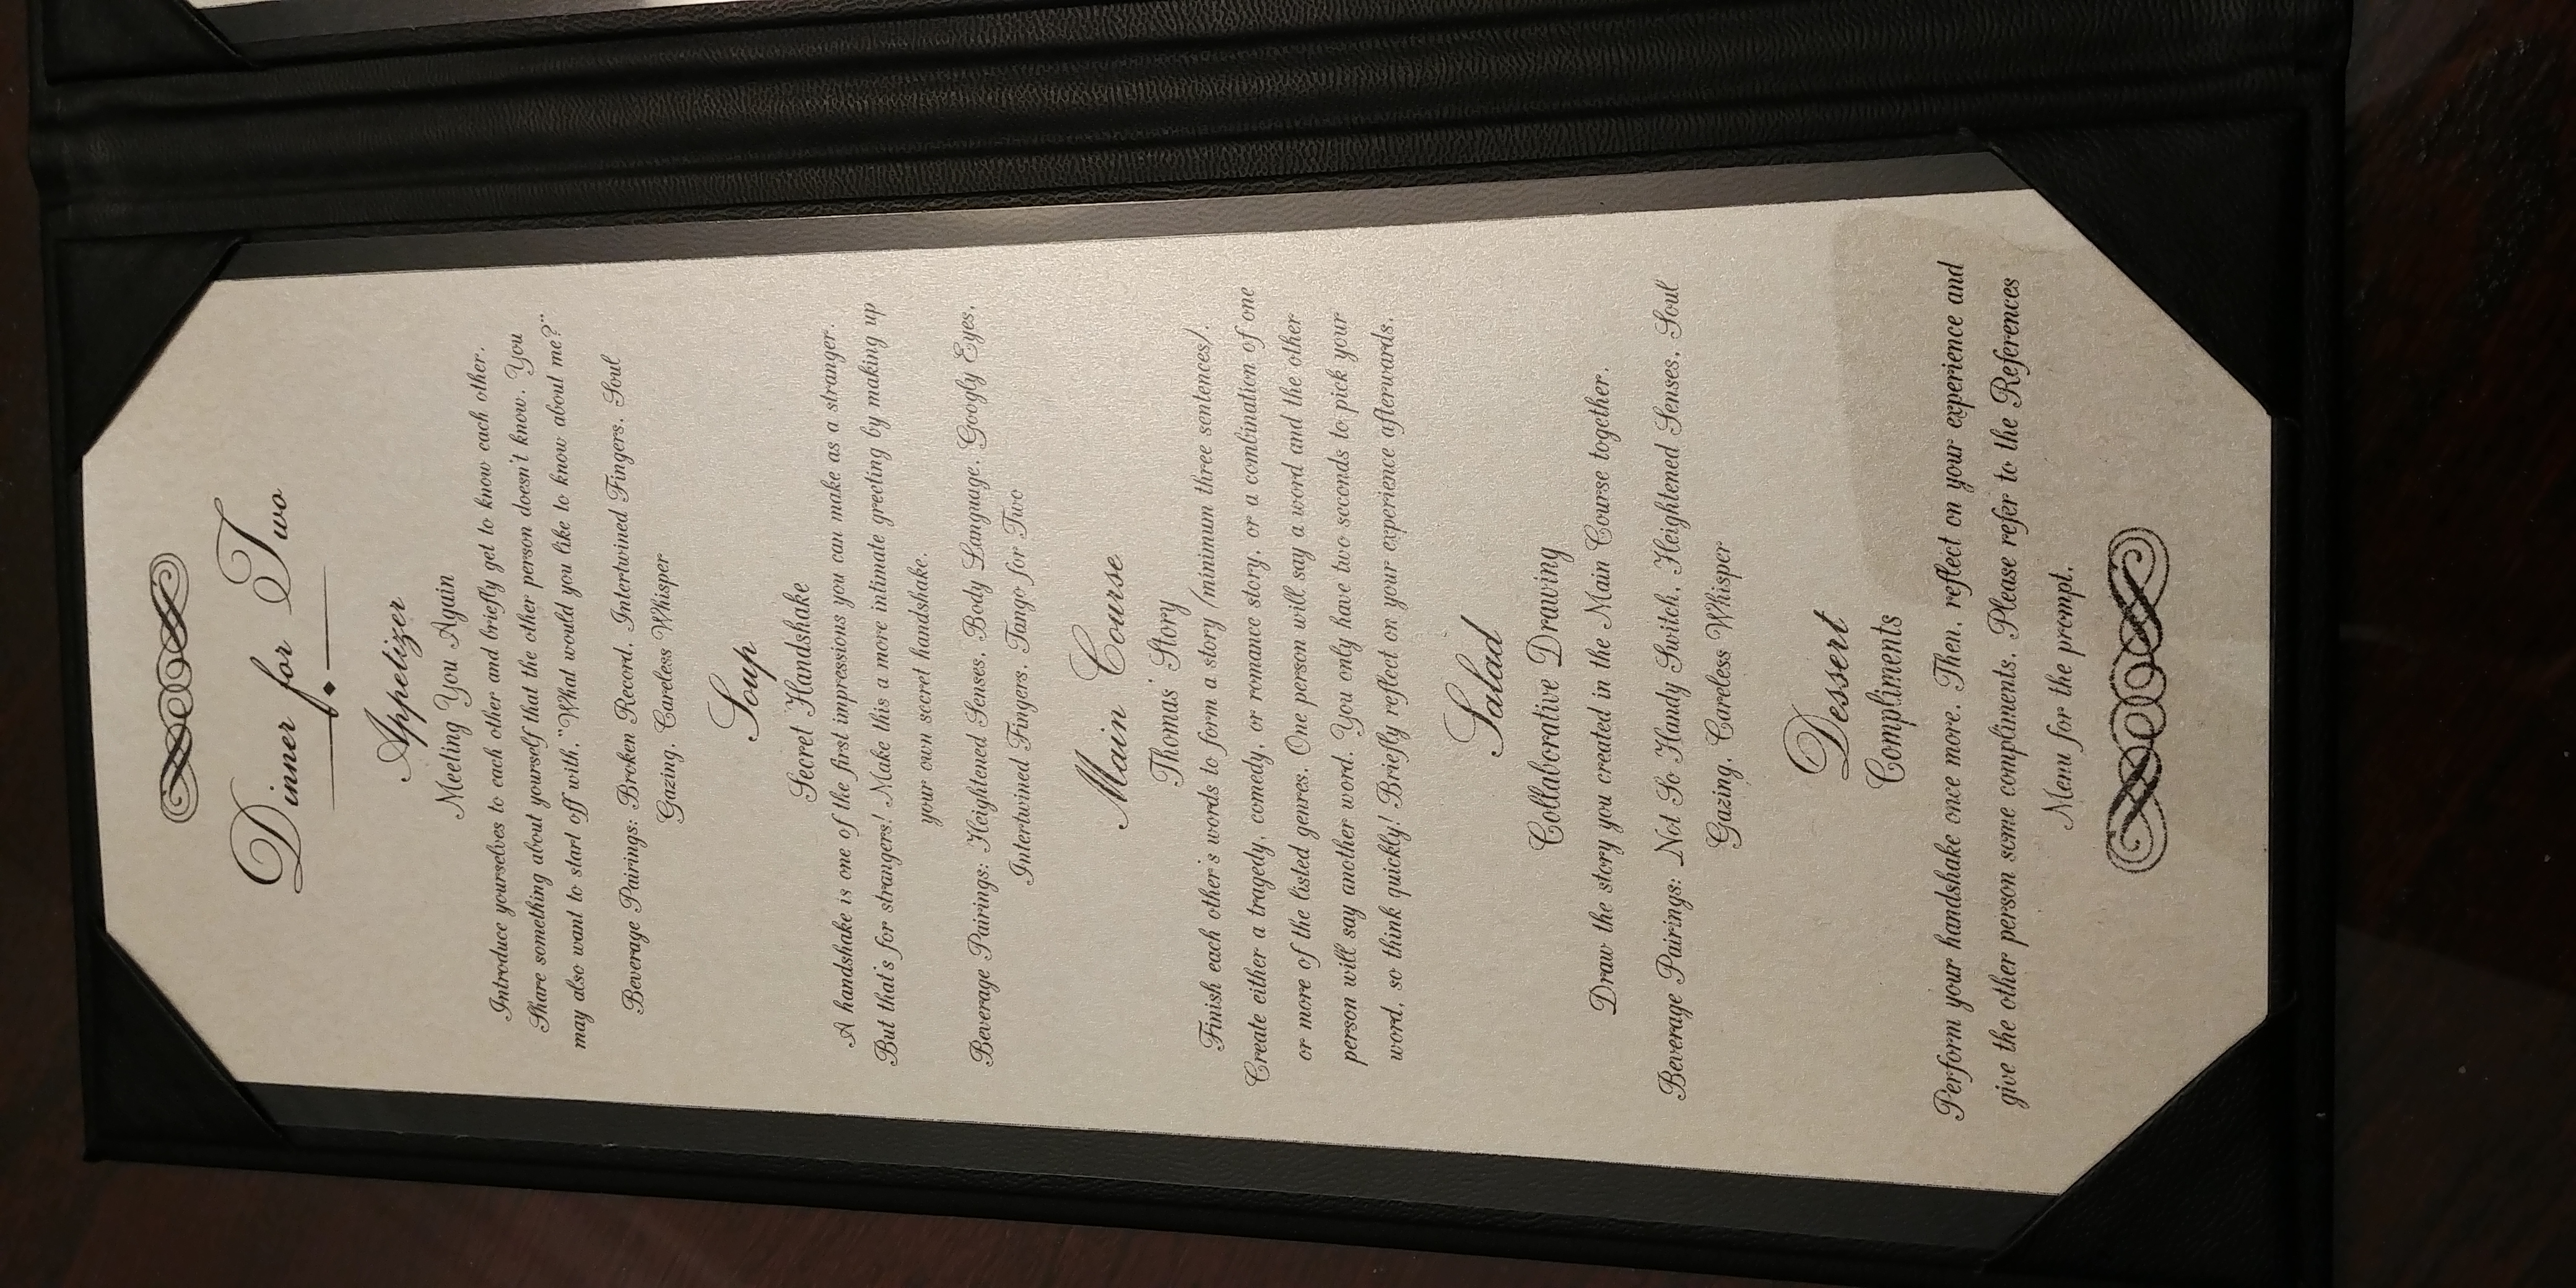 Dinner for Two
Appetizer
Meeting You Again
Introduce yourselves to each other and briefly get to know each other.
Share something about yourself that the other person doesn't know. You
may also want to start off with, "What would you like to know about me?"
Beverage Pairings: Broken Record, Intertwined Fingers, Soul
Gazing, Careless Whisper
Soup
Secret Handshake
A handshake is one of the first impressions you can make as a stranger.
But that's for strangers! Make this a more intimate greeting by making up
your own secret handshake.
Beverage Pairings: Heightened Senses, Body Language, Googly Eyes,
Intertwined Fingers, Tango for Two
Main Course
Thomas' Story
Finish each other's words to form a story (minimum three sentences).
Create either a tragedy, comedy, or romance story, or a combination of one
or more of the listed genres. One person will say a word and the other
person will say another word. You only have two seconds to pick your
word, so think quickly! Briefly reflect on your experience afterwards.
Salad
Collaborative Drawing
Draw the story you created in the Main Course together.
Beverage Pairings: Not So Handy Switch, Heightened Senses, Soul
Gazing, Careless Whisper
Dessert
Compliments
Perform your handshake once more. Then, reflect on your experience and
give the other person some compliments. Please refer to the References
Menu for the prompt.